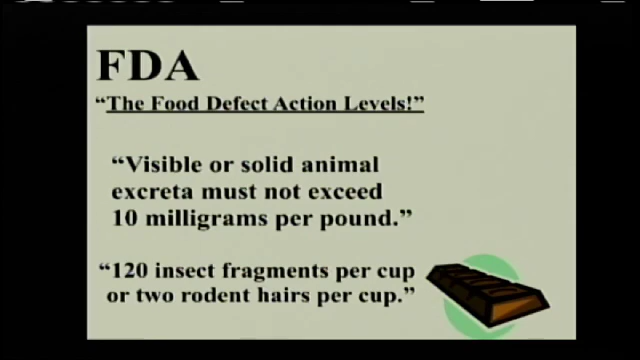 FDA
“The Food Defect Action Levels!”
“Visible or solid animal
excreta must not exceed
10 milligrams per pound.”
“120 insect fragments per cup
or two rodent hairs per cup.”